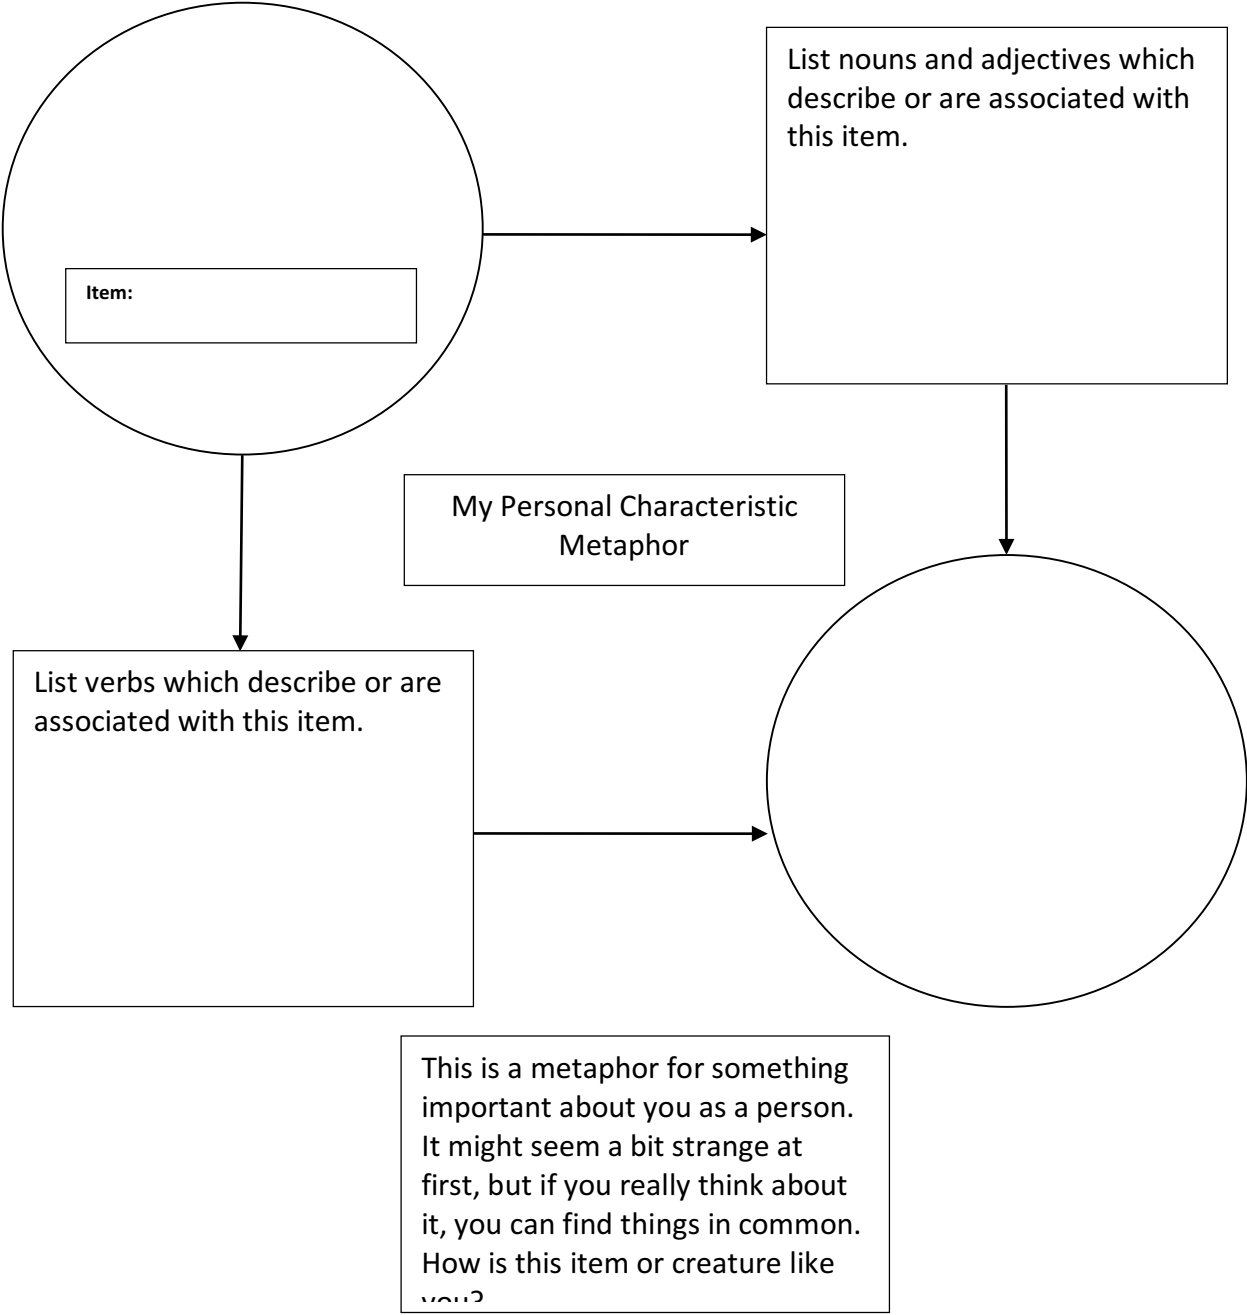 List nouns and adjectives which
describe or are associated with
this item.
Item:
My Personal Characteristic
Metaphor
List verbs which describe or are
associated with this item.
This is a metaphor for something
important about you as a person.
It might seem a bit strange at
first, but if you really think about
it, you can find things in common.
How is this item or creature like
you?